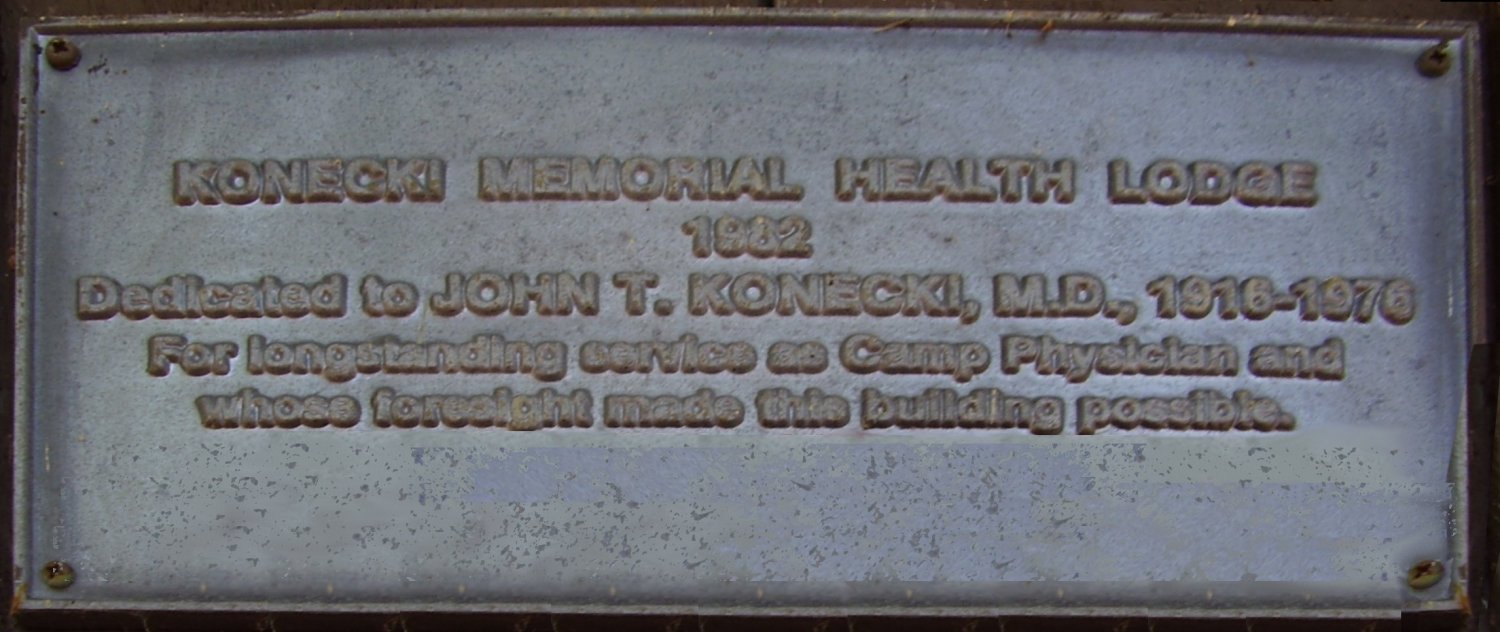 KONECKI MEMORIAL HEALTH LODGE
1982
Dedicated to JOHN T. KONECKI, M.D., 1916-1976
For longstanding service as Camp Physician and
whose foresight made this building possible.